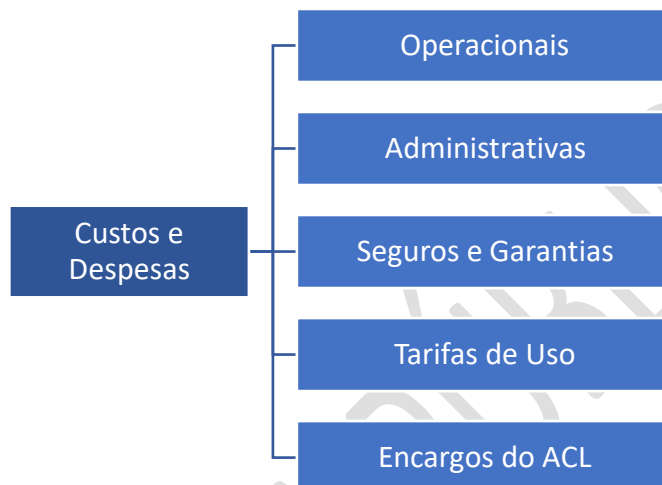 Operacionais
Administrativas
Custos e
Despesas
Seguros e Garantias
Tarifas de Uso
Encargos do ACL